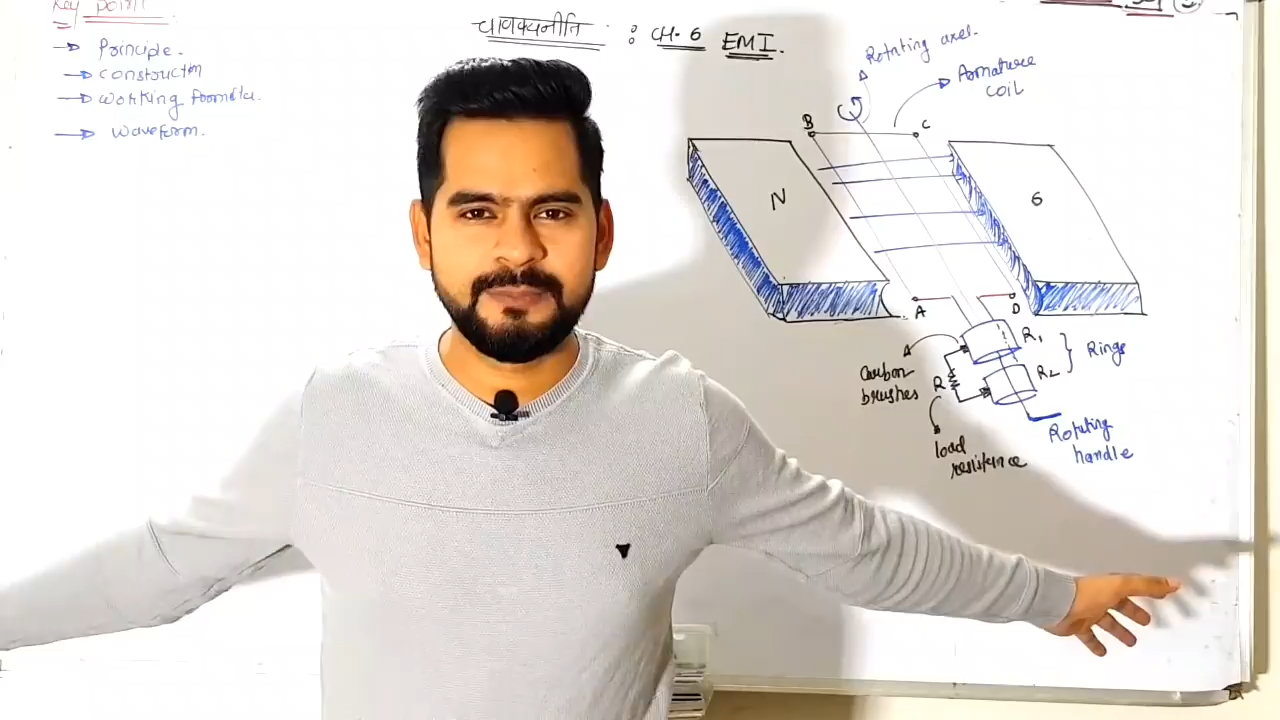 Key point
→ Principle.
→ construction
→ working formula.
→ waveform.
चाणक्यनीति : CH-6 EMI.
Rotating axel.
Armature
coil
B
C
N
S
A
D
R₁
R₂
Rings
Carbon
brushes
R
load
resistance
Rotating
handle